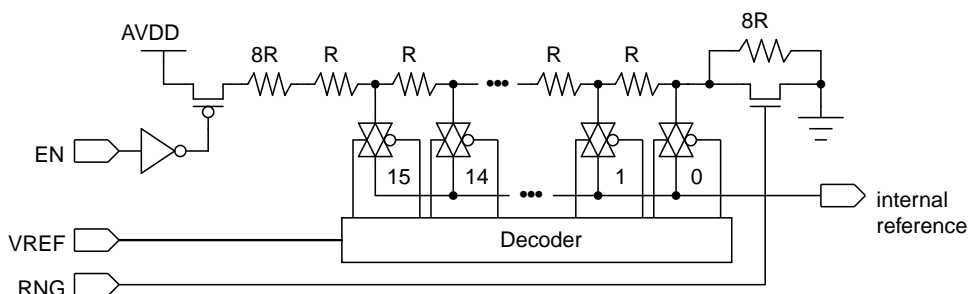 8R
AVDD
8R R R R R
EN
15 14 1 0
internal
reference
VREF
Decoder
RNG